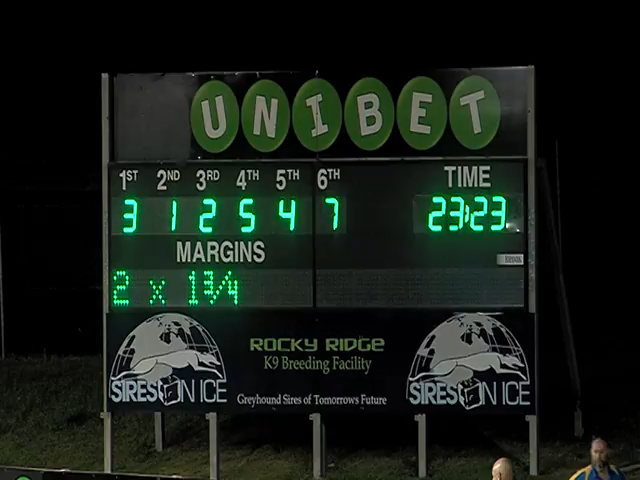 UNIBET
1ST 2ND 3RD 4TH 5TH 6TH TIME
3 1 2 5 4 7 23:23
MARGINS
2 x 1¾
ROCKY RIDGE
K9 Breeding Facility
SIRES ON ICE
Greyhound Sires of Tomorrows Future
SIRES ON ICE